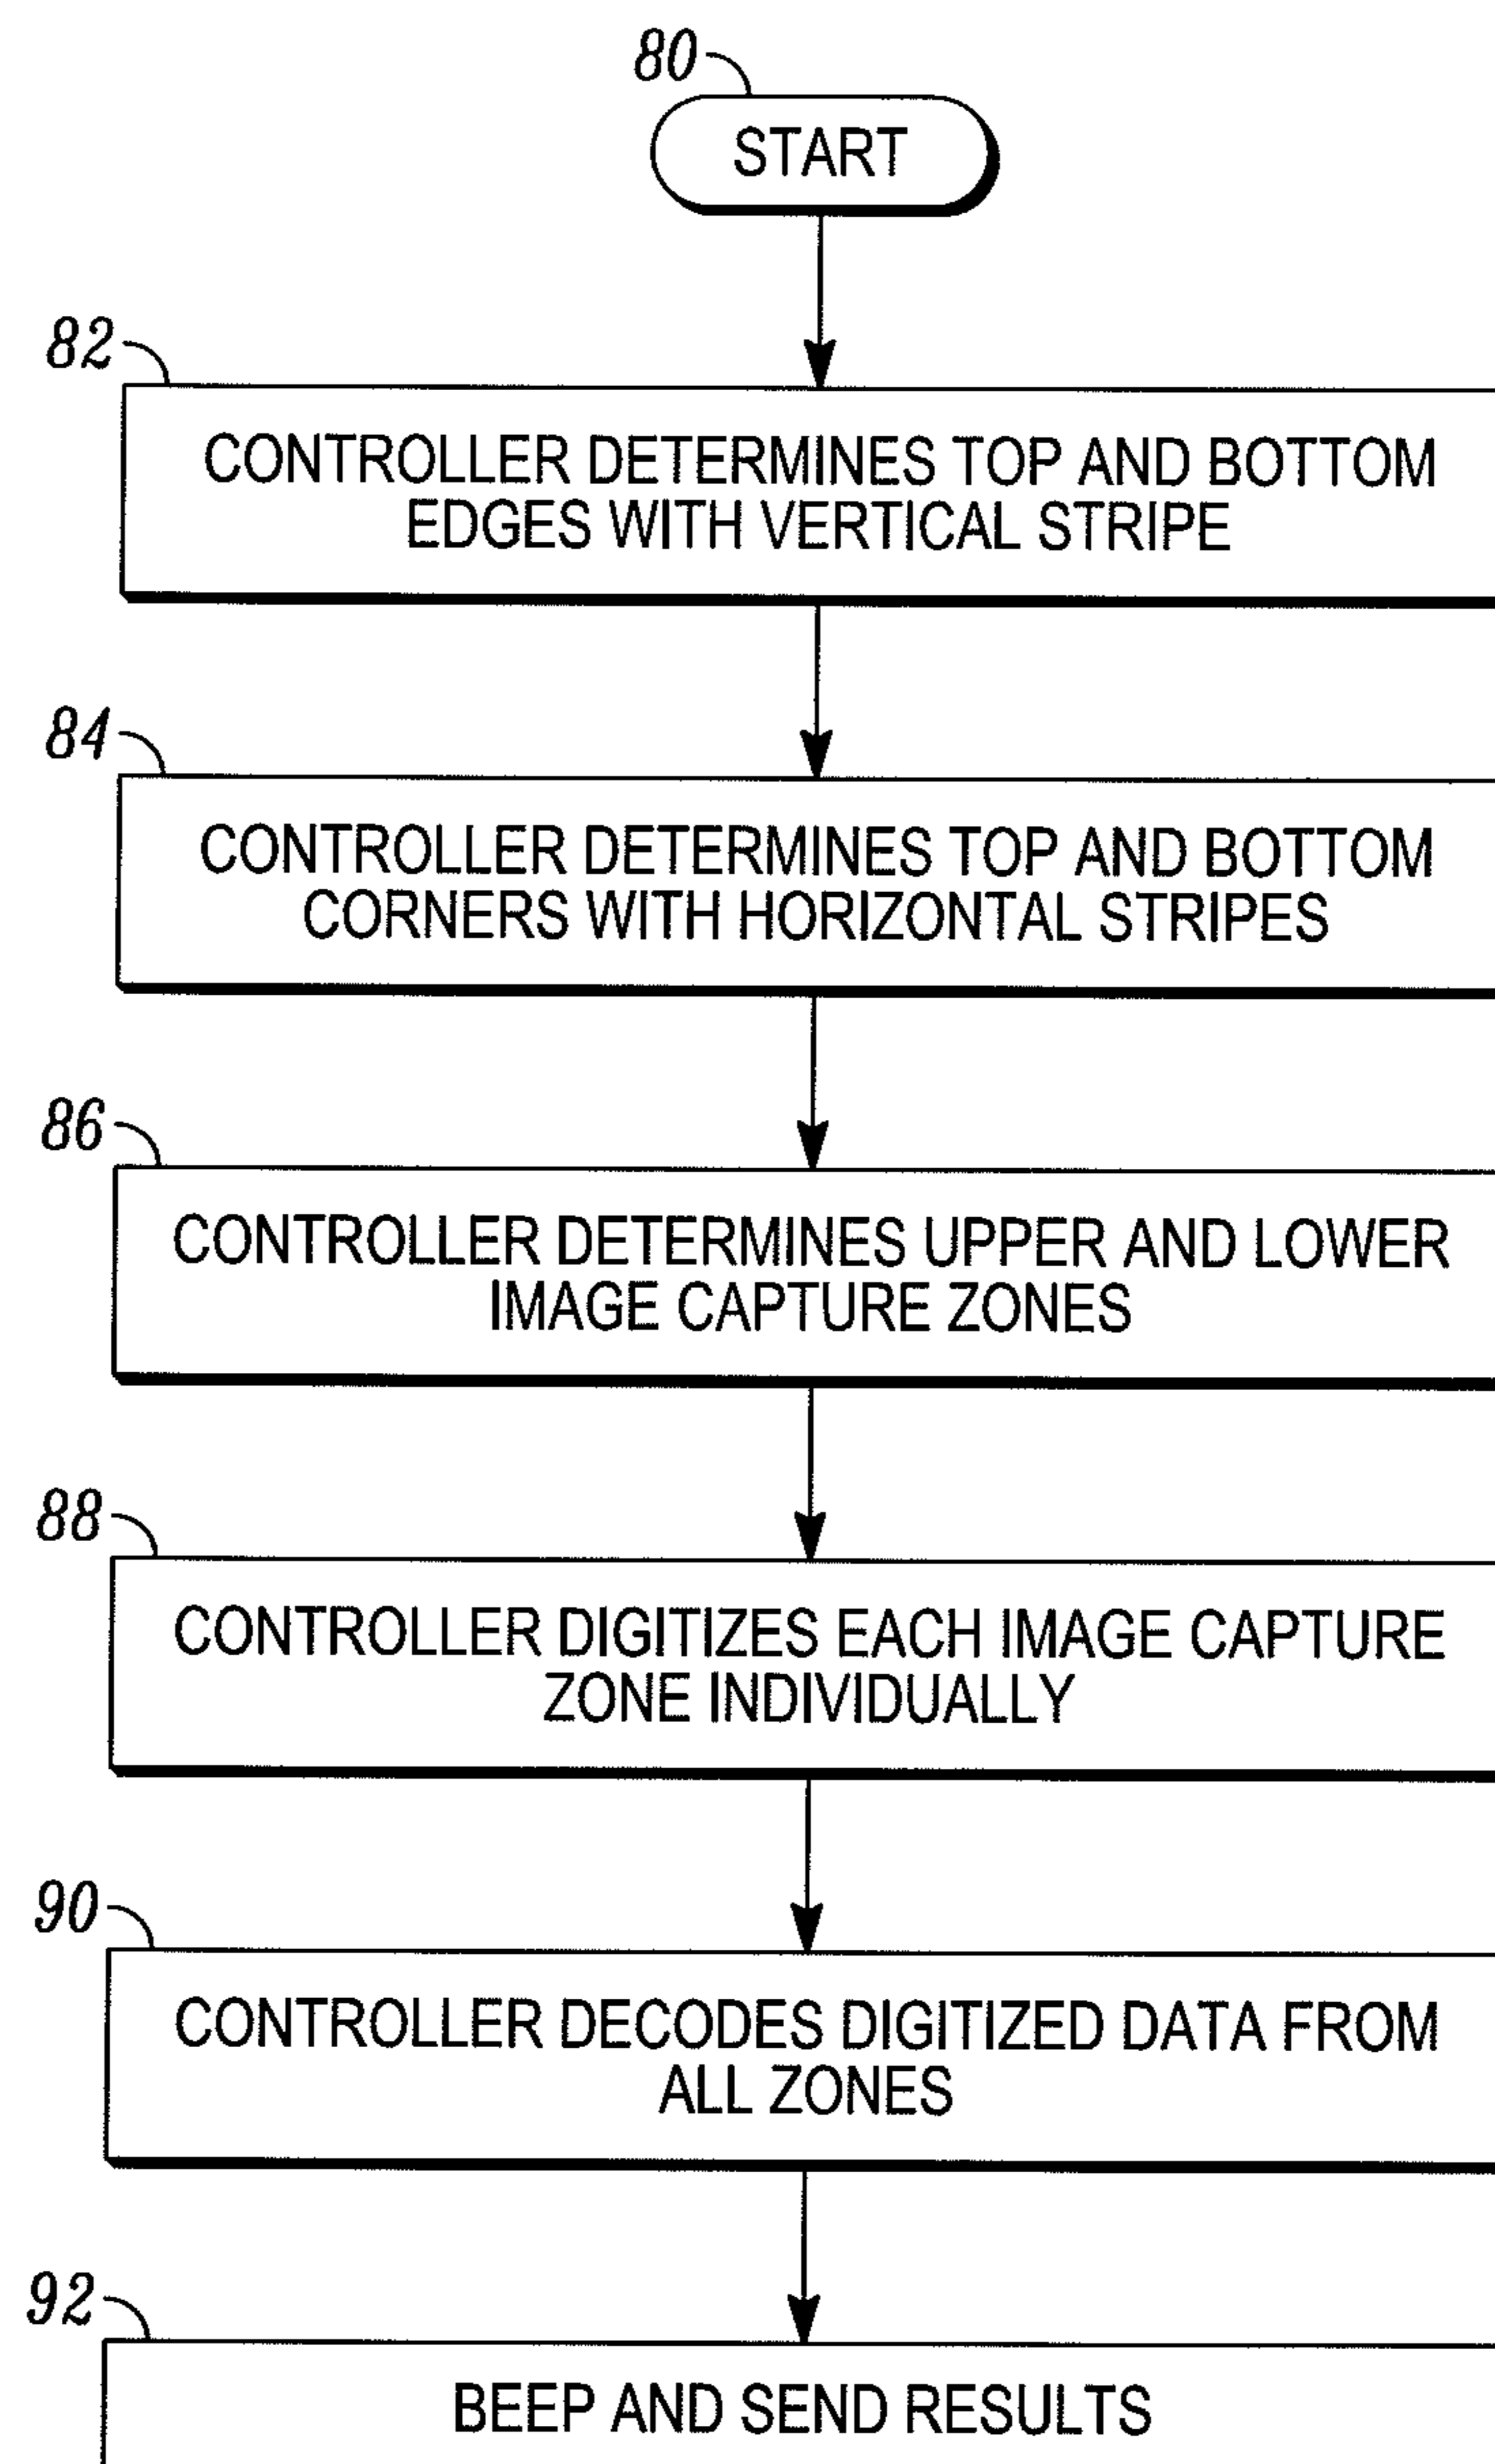 80
START
82
CONTROLLER DETERMINES TOP AND BOTTOM
EDGES WITH VERTICAL STRIPE
84
CONTROLLER DETERMINES TOP AND BOTTOM
CORNERS WITH HORIZONTAL STRIPES
86
CONTROLLER DETERMINES UPPER AND LOWER
IMAGE CAPTURE ZONES
88
CONTROLLER DIGITIZES EACH IMAGE CAPTURE
ZONE INDIVIDUALLY
90
CONTROLLER DECODES DIGITIZED DATA FROM
ALL ZONES
92
BEEP AND SEND RESULTS